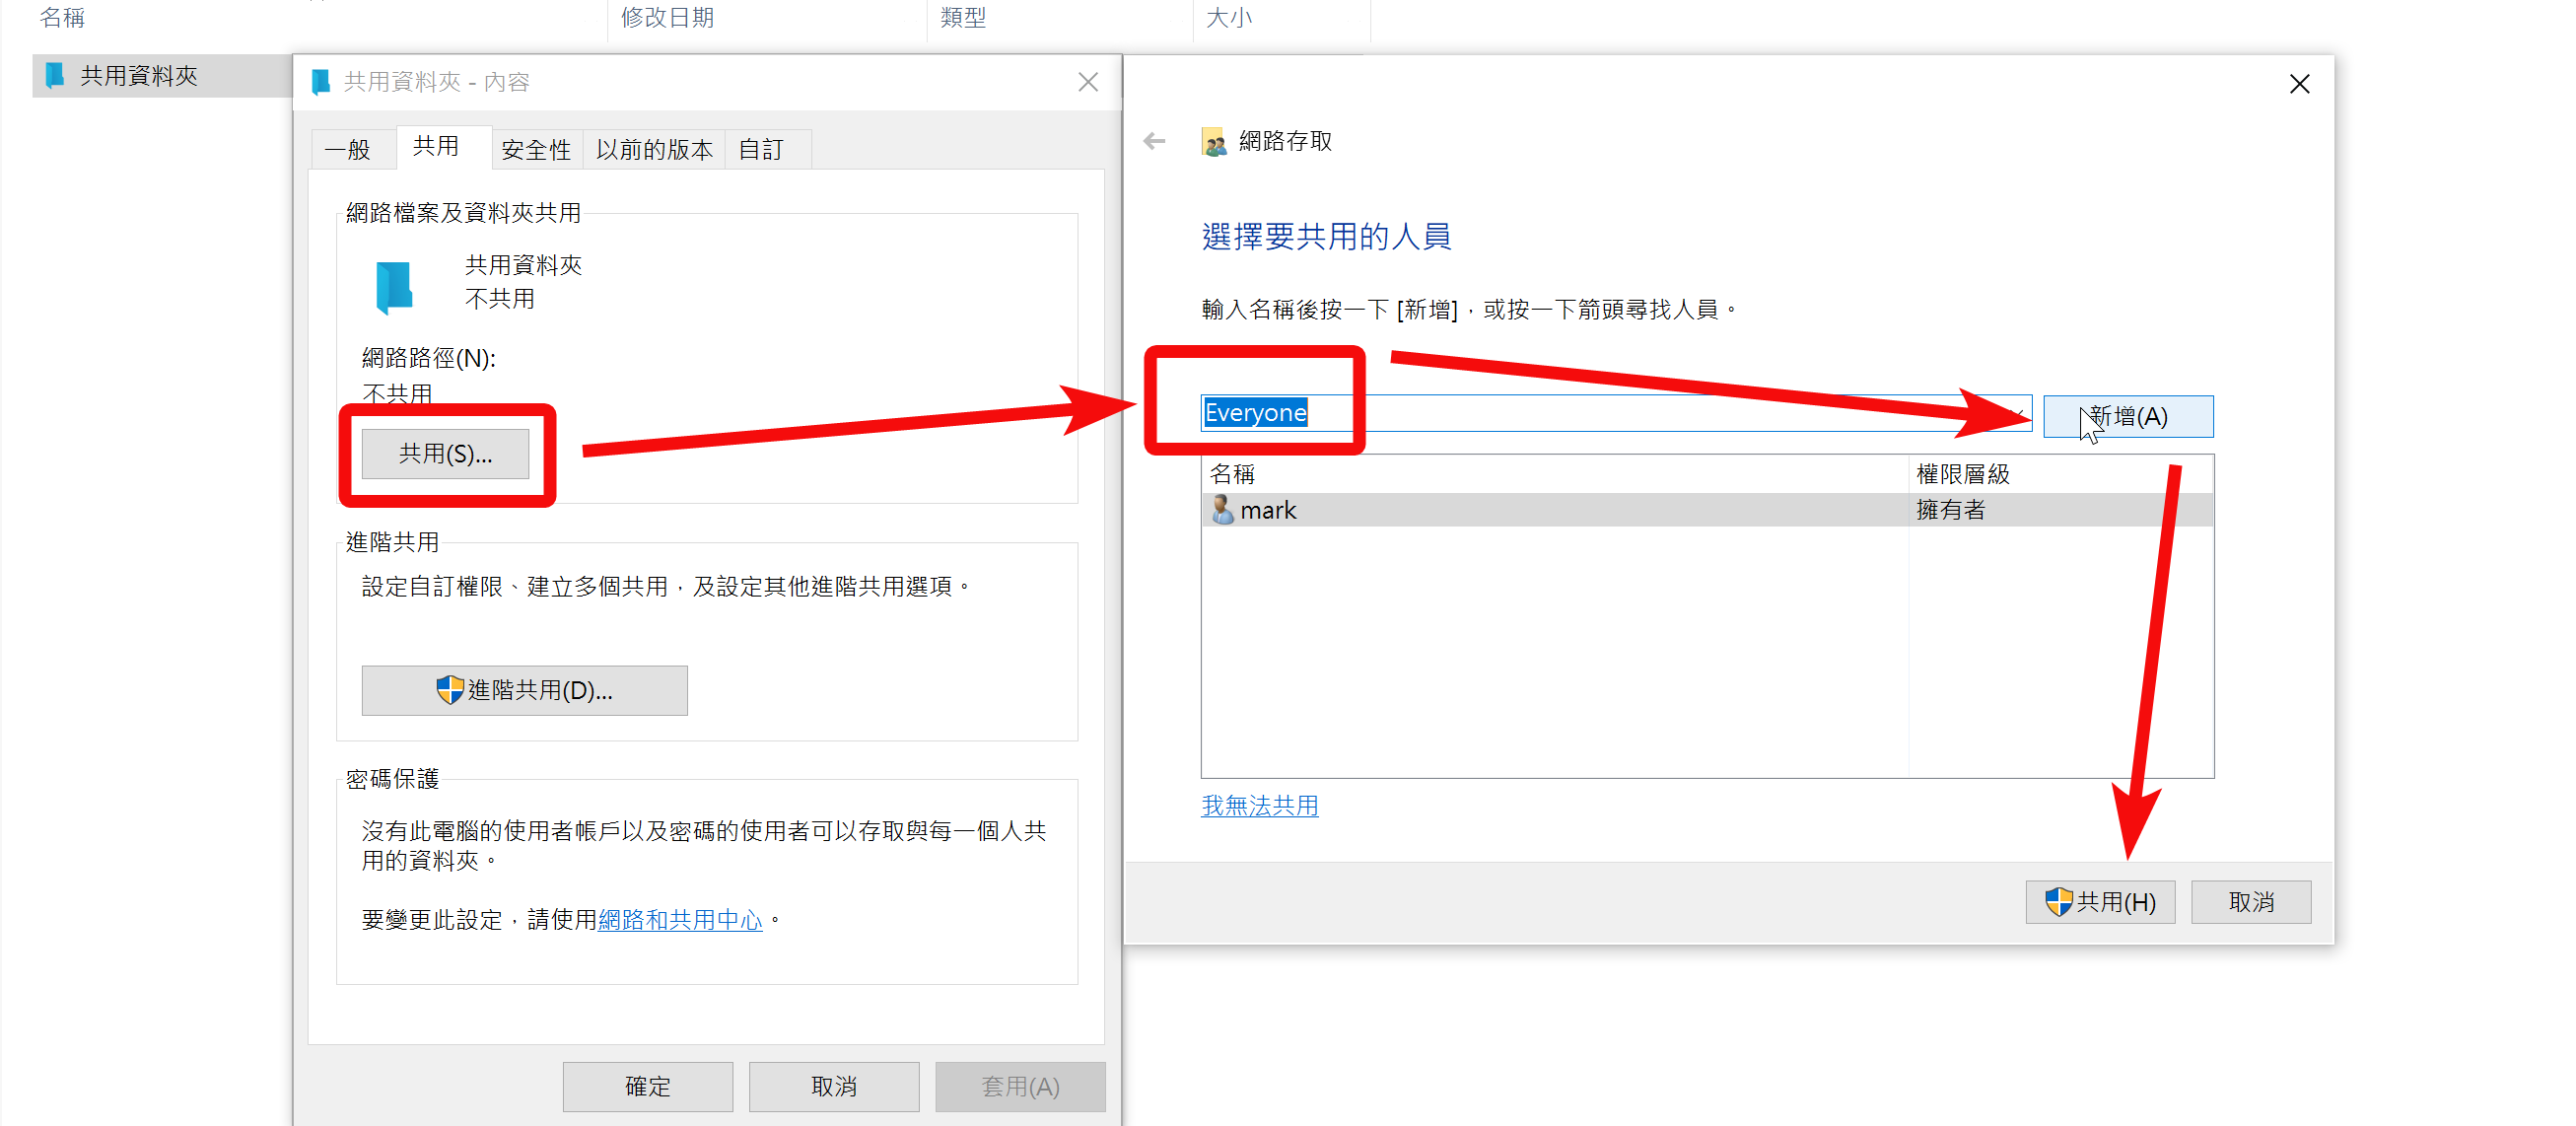 名稱 修改日期 類型 大小
共用資料夾
共用資料夾 - 內容
一般 共用 安全性 以前的版本 自訂
網路檔案及資料夾共用
共用資料夾
不共用
網路路徑(N):
不共用
共用(S)...
進階共用
設定自訂權限、建立多個共用，及設定其他進階共用選項。
進階共用(D)...
密碼保護
沒有此電腦的使用者帳戶以及密碼的使用者可以存取與每一個人共
用的資料夾。
要變更此設定，請使用網路和共用中心。
確定 取消 套用(A)
網路存取
選擇要共用的人員
輸入名稱後按一下 [新增]，或按一下箭頭尋找人員。
Everyone 新增(A)
名稱 權限層級
mark 擁有者
我無法共用
共用(H) 取消